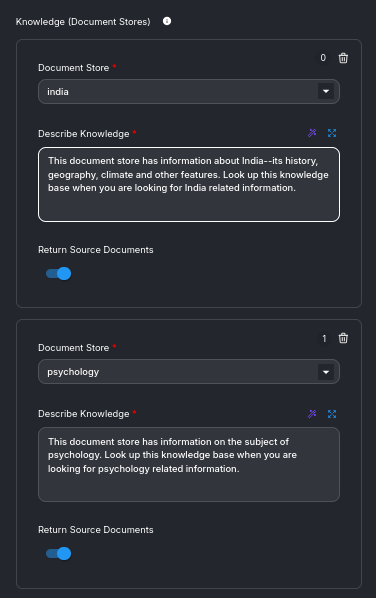 Knowledge (Document Stores)
0
Document Store *
india
Describe Knowledge *
This document store has information about India--its history,
geography, climate and other features. Look up this knowledge
base when you are looking for India related information.
Return Source Documents
1
Document Store *
psychology
Describe Knowledge *
This document store has information on the subject of
psychology. Look up this knowledge base when you are
looking for psychology related information.
Return Source Documents